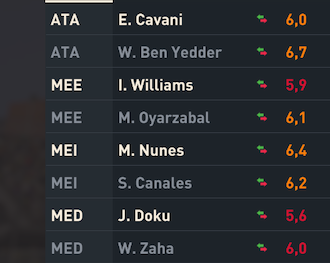 ATA E. Cavani 6,0
ATA W. Ben Yedder 6,7
MEE I. Williams 5,9
MEE M. Oyarzabal 6,1
MEI M. Nunes 6,4
MEI S. Canales 6,2
MED J. Doku 5,6
MED W. Zaha 6,0